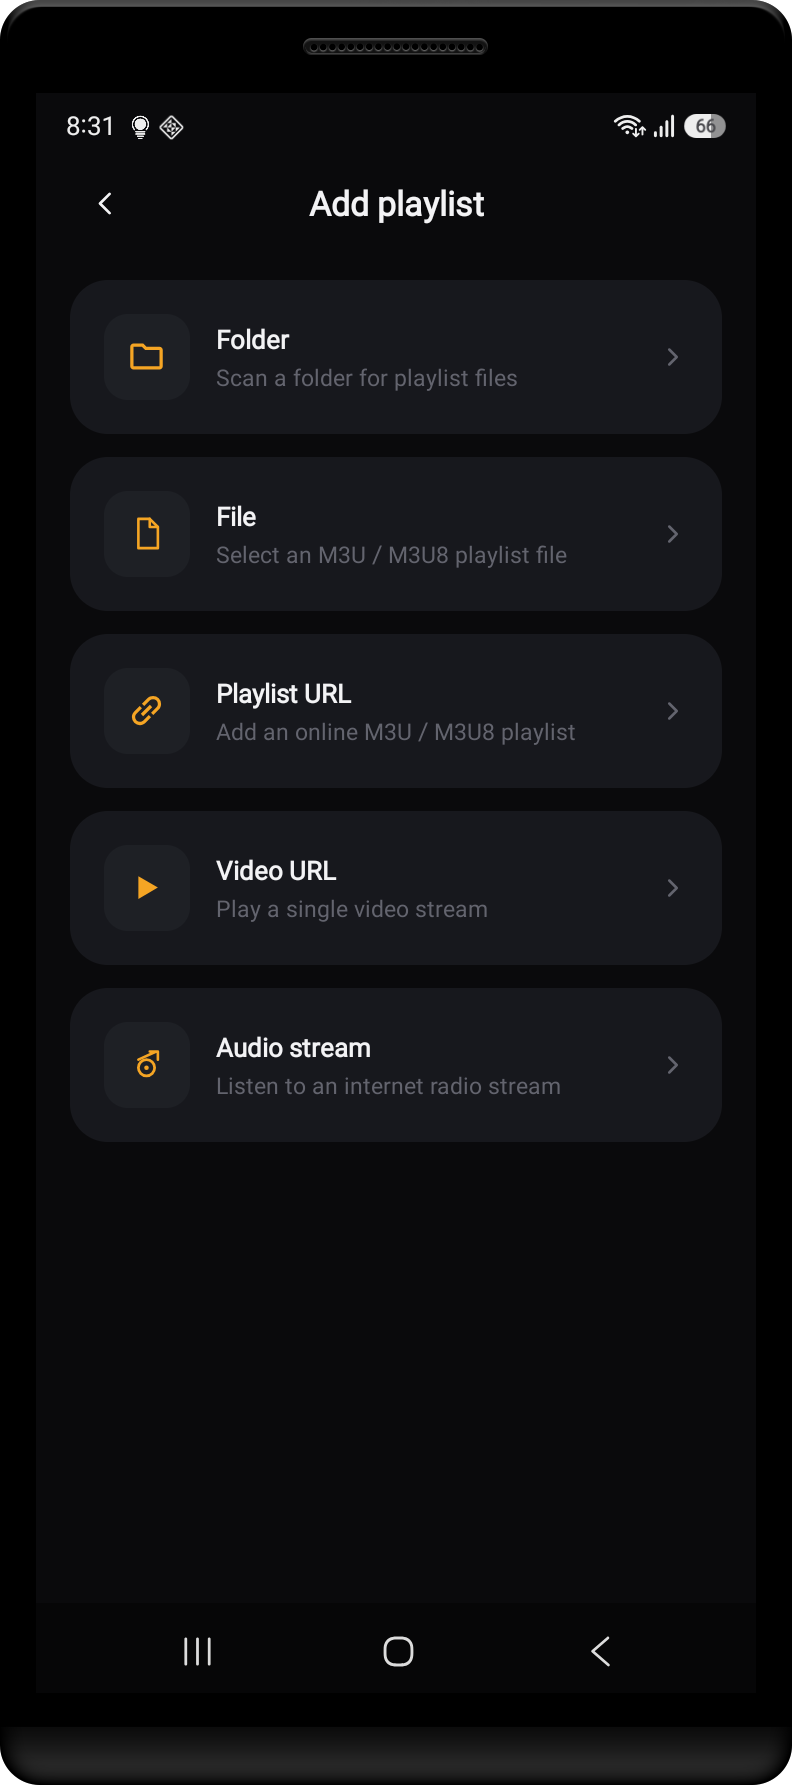 8:31
66
Add playlist
Folder
Scan a folder for playlist files
File
Select an M3U / M3U8 playlist file
Playlist URL
Add an online M3U / M3U8 playlist
Video URL
Play a single video stream
Audio stream
Listen to an internet radio stream